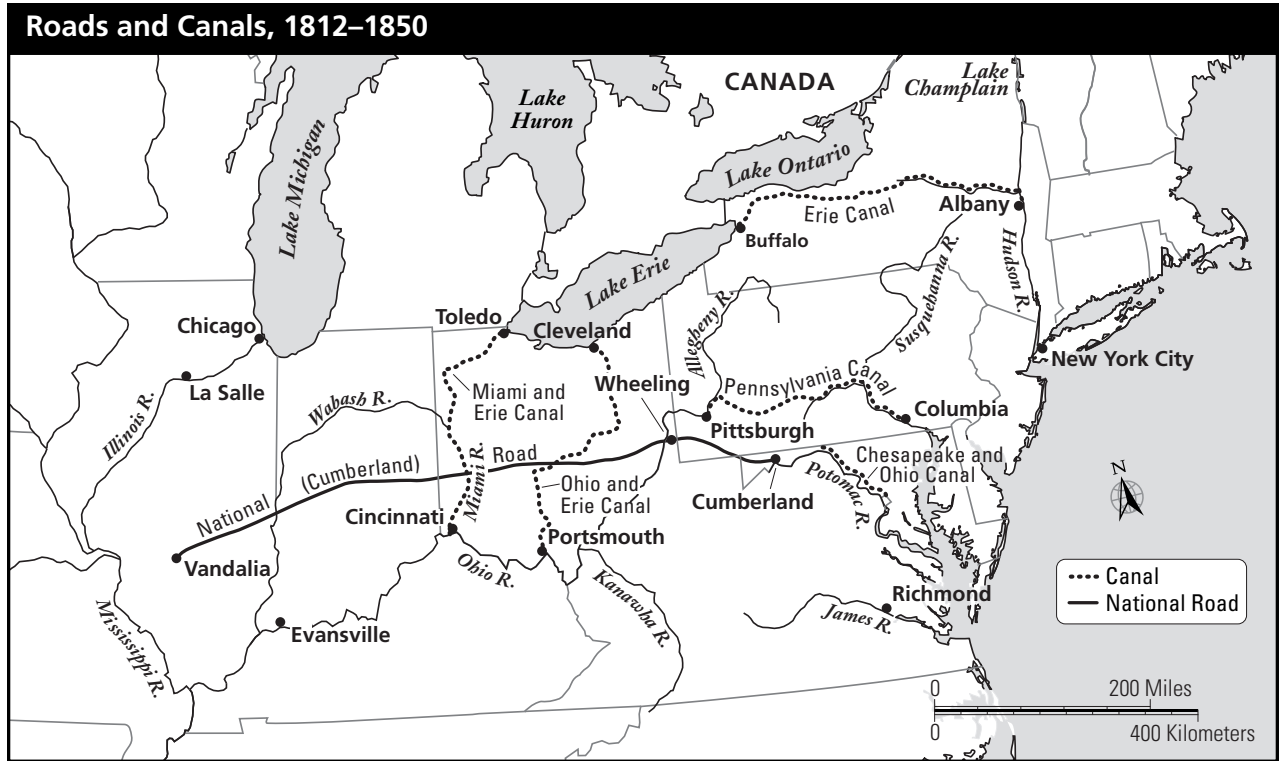 Roads and Canals, 1812–1850
CANADA
Lake
Champlain
Lake
Huron
Lake Michigan
Lake Ontario
Erie Canal
Albany
Buffalo
Hudson R.
Lake Erie
Susquehanna R.
Allegheny R.
Toledo
Cleveland
Chicago
New York City
La Salle
Wheeling
Pennsylvania Canal
Miami and
Erie Canal
Wabash R.
Illinois R.
Columbia
Pittsburgh
National (Cumberland) Road
Miami R.
Chesapeake and
Ohio Canal
Potomac R.
Cumberland
Ohio and
Erie Canal
N
Cincinnati
Portsmouth
Vandalia
Ohio R.
Kanawha R.
Canal
National Road
Richmond
James R.
Mississippi R.
Evansville
0
200 Miles
0
400 Kilometers